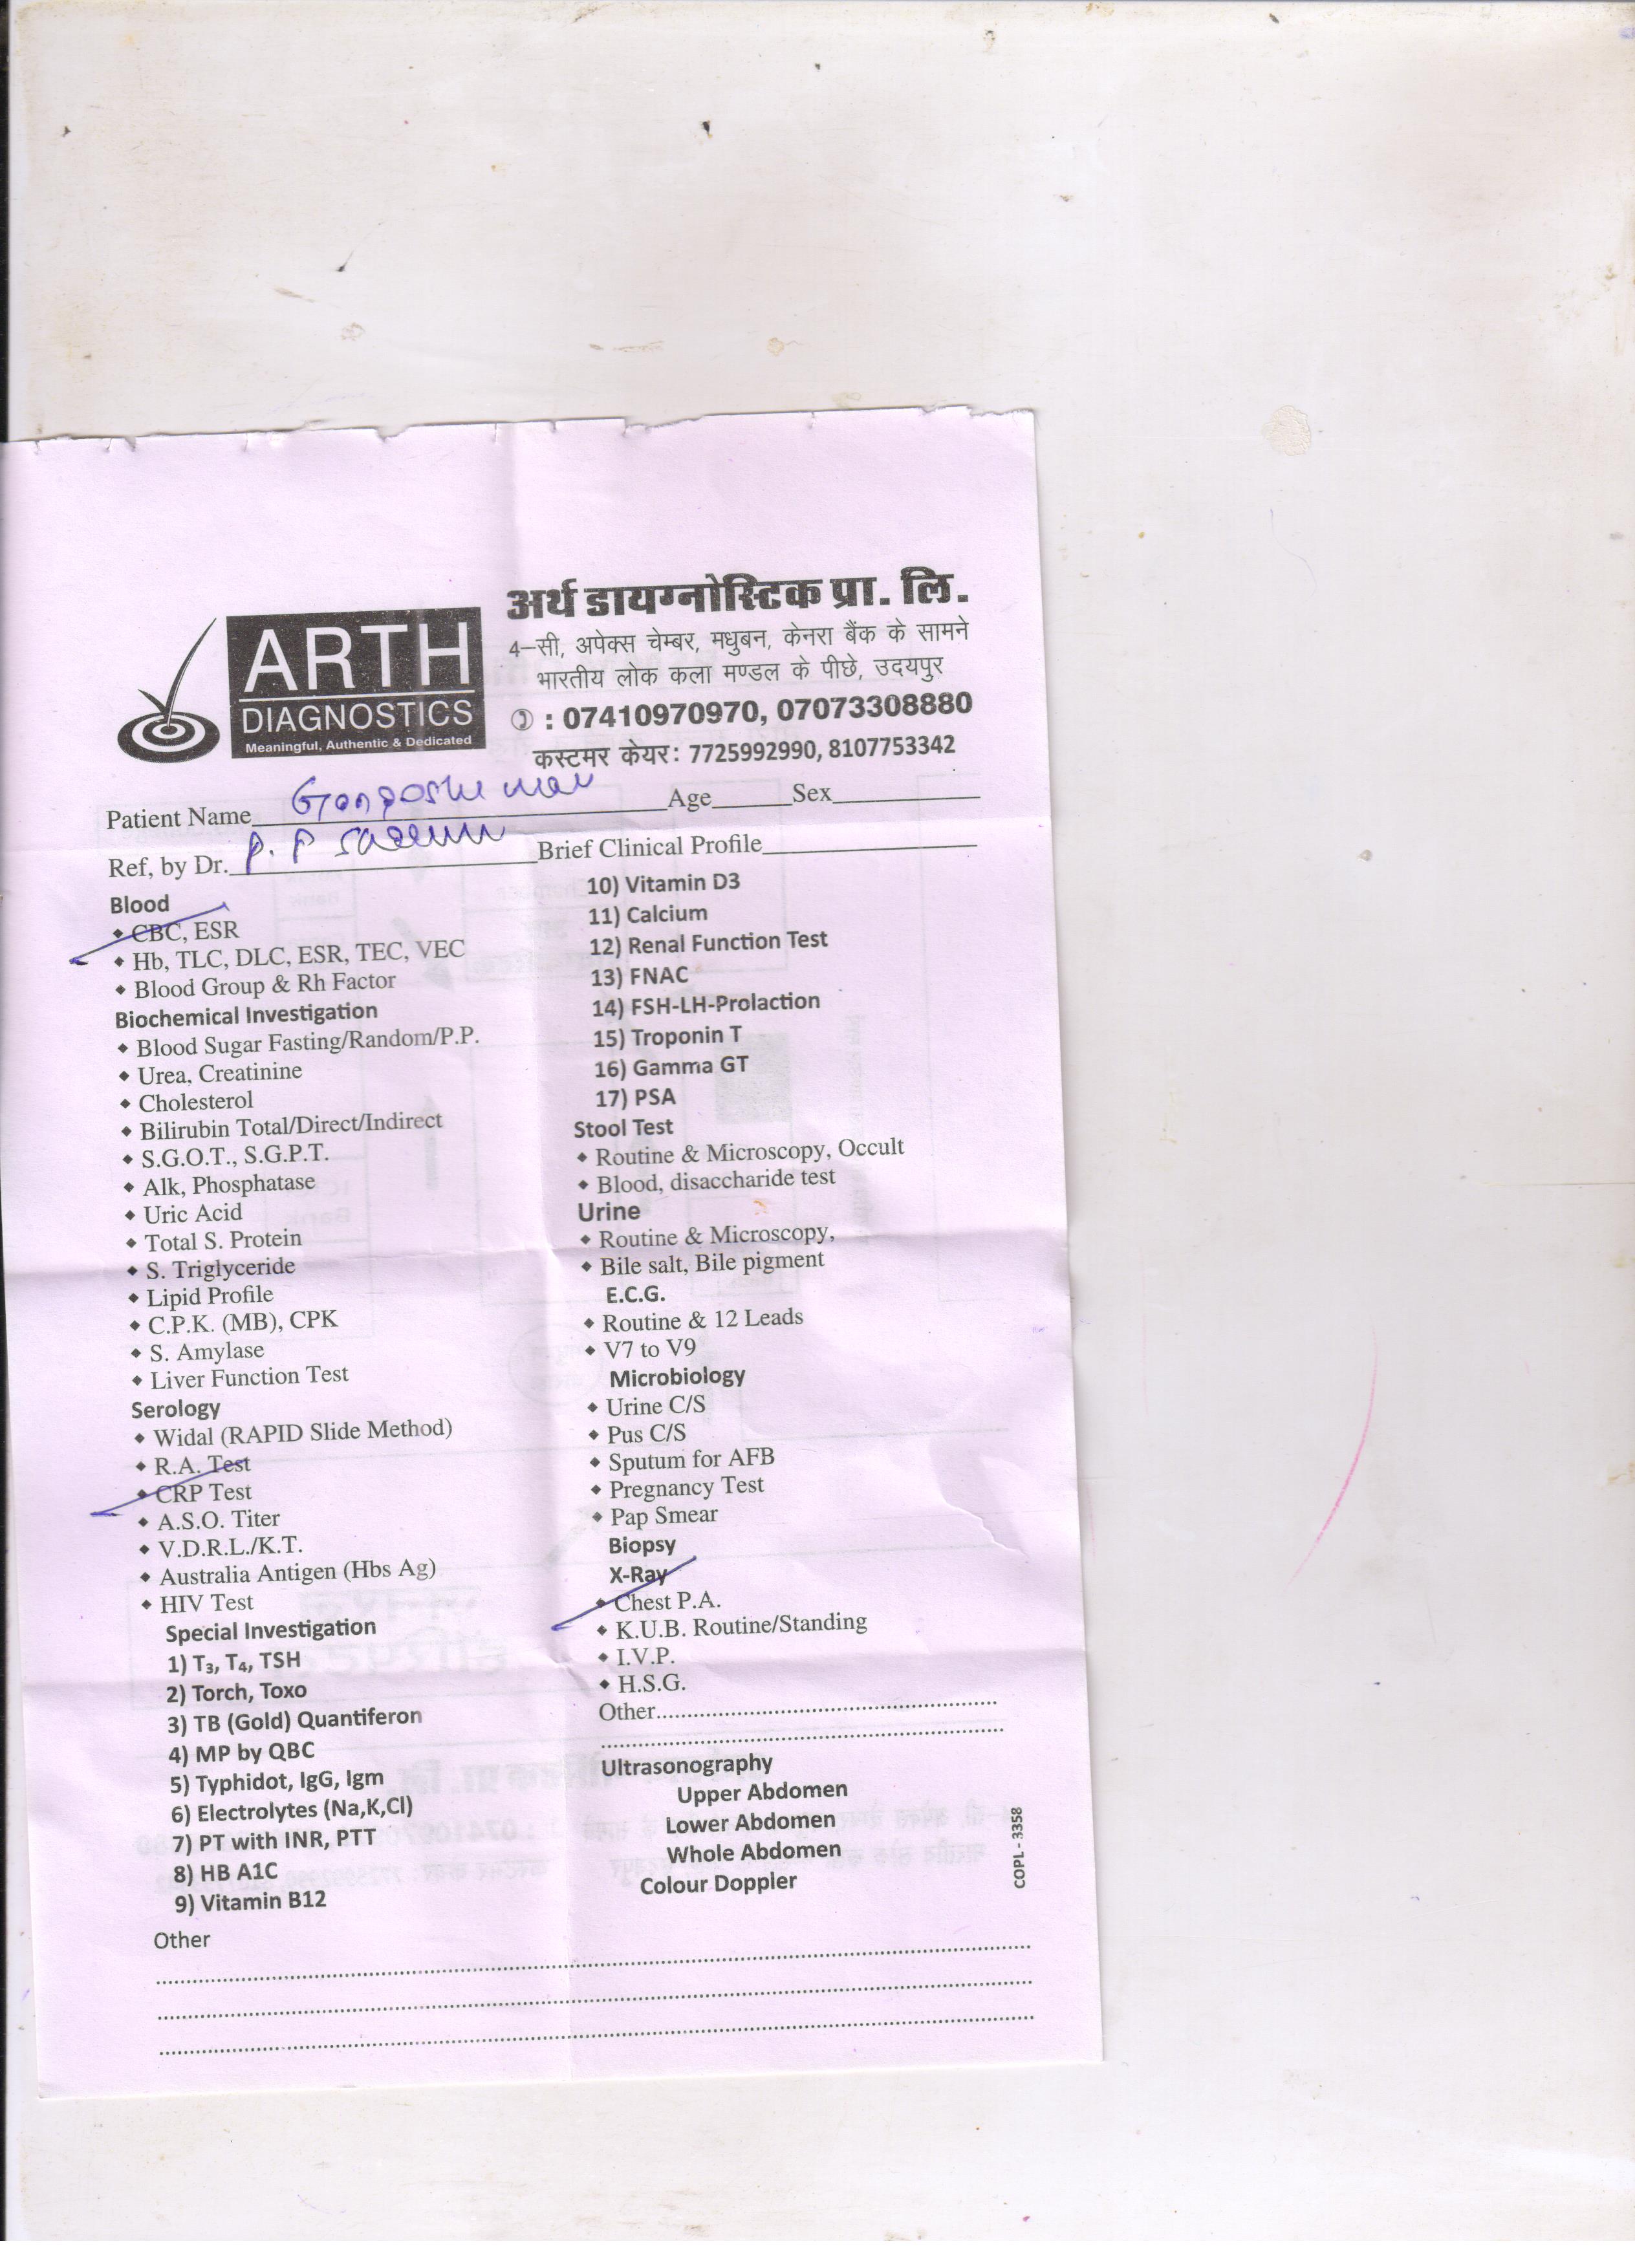 अर्थ डायग्नोस्टिक प्रा. लि.
ARTH
DIAGNOSTICS
Meaningful, Authentic & Dedicated
4–सी, अपेक्स चेम्बर, मधुबन, केनरा बैंक के सामने
भारतीय लोक कला मण्डल के पीछे, उदयपुर
: 07410970970, 07073308880
कस्टमर केयर: 7725992990, 8107753342
Patient Name Age Sex
Ref, by Dr. P. P Brief Clinical Profile
Blood
CBC, ESR
Hb, TLC, DLC, ESR, TEC, VEC
Blood Group & Rh Factor
Biochemical Investigation
Blood Sugar Fasting/Random/P.P.
Urea, Creatinine
Cholesterol
Bilirubin Total/Direct/Indirect
S.G.O.T., S.G.P.T.
Alk, Phosphatase
Uric Acid
Total S. Protein
S. Triglyceride
Lipid Profile
C.P.K. (MB), CPK
S. Amylase
Liver Function Test
Serology
Widal (RAPID Slide Method)
R.A. Test
CRP Test
A.S.O. Titer
V.D.R.L./K.T.
Australia Antigen (Hbs Ag)
HIV Test
Special Investigation
1) T₃, T₄, TSH
2) Torch, Toxo
3) TB (Gold) Quantiferon
4) MP by QBC
5) Typhidot, IgG, Igm
6) Electrolytes (Na,K,Cl)
7) PT with INR, PTT
8) HB A1C
9) Vitamin B12
10) Vitamin D3
11) Calcium
12) Renal Function Test
13) FNAC
14) FSH-LH-Prolaction
15) Troponin T
16) Gamma GT
17) PSA
Stool Test
Routine & Microscopy, Occult
Blood, disaccharide test
Urine
Routine & Microscopy,
Bile salt, Bile pigment
E.C.G.
Routine & 12 Leads
V7 to V9
Microbiology
Urine C/S
Pus C/S
Sputum for AFB
Pregnancy Test
Pap Smear
Biopsy
X-Ray
Chest P.A.
K.U.B. Routine/Standing
I.V.P.
H.S.G.
Other
Ultrasonography
Upper Abdomen
Lower Abdomen
Whole Abdomen
Colour Doppler
COPL - 3358
Other